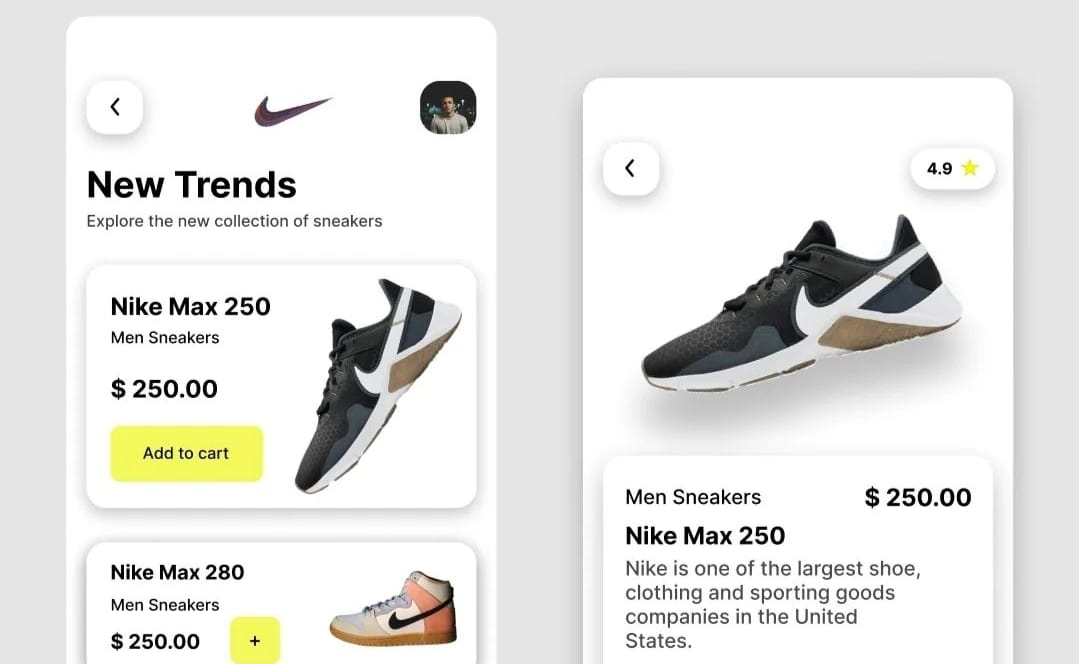 New Trends
Explore the new collection of sneakers
Nike Max 250
Men Sneakers
$ 250.00
Add to cart
Nike Max 280
Men Sneakers
$ 250.00
+
4.9
Men Sneakers
$ 250.00
Nike Max 250
Nike is one of the largest shoe,
clothing and sporting goods
companies in the United
States.